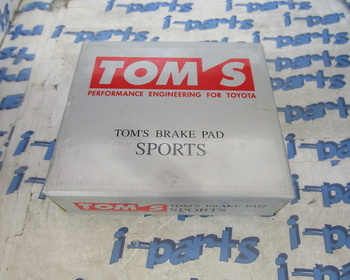 TOM'S
PERFORMANCE ENGINEERING FOR TOYOTA
TOM'S BRAKE PAD
SPORTS
TOM'S
TOM'S BRAKE PAD
SPORTS
i-parts
i-parts
i-parts
i-parts
i-parts